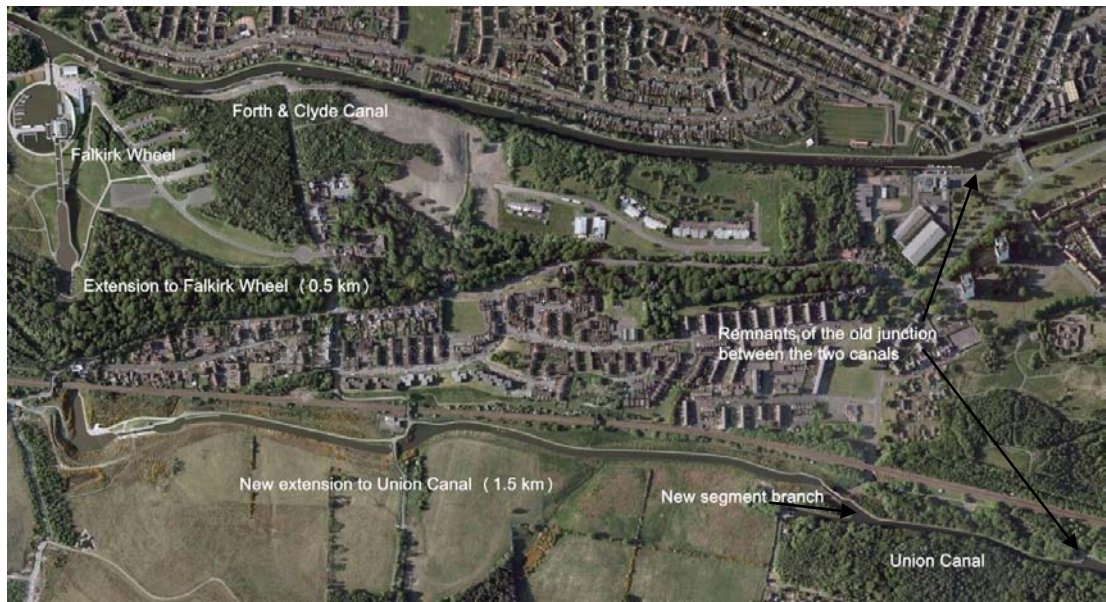 Forth & Clyde Canal
Falkirk Wheel
Extension to Falkirk Wheel ( 0.5 km )
Remnants of the old junction
between the two canals
New extension to Union Canal ( 1.5 km )
New segment branch
Union Canal